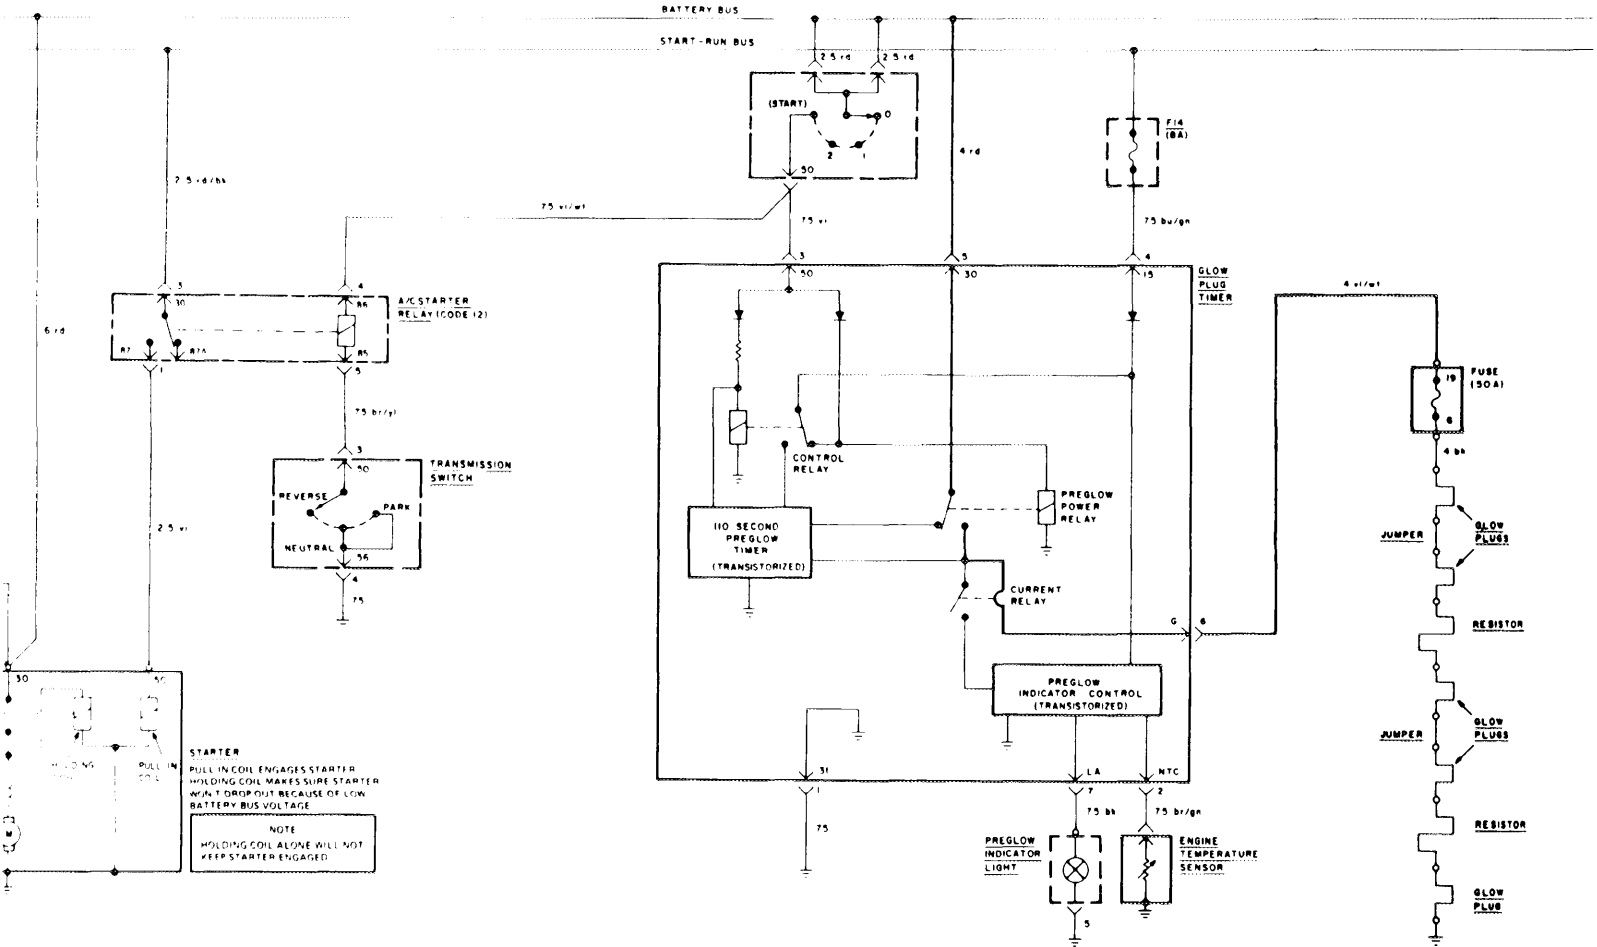 BATTERY BUS
START-RUN BUS
2.5 rd
2.5 rd
(START)
0
2
1
50
4 rd
F14
(8A)
2.5 rd/bk
.75 vi/wt
.75 vi
.75 bu/gn
3
5
4
50
30
15
GLOW
PLUG
TIMER
3
4
30
86
A/C STARTER
RELAY (CODE 12)
87
87A
85
1
5
6 rd
4 vi/wt
19
FUSE
(50A)
6
4 bk
.75 br/yl
3
50
TRANSMISSION
SWITCH
REVERSE
PARK
NEUTRAL
56
4
.75
2.5 vi
CONTROL
RELAY
PREGLOW
POWER
RELAY
110 SECOND
PREGLOW
TIMER
(TRANSISTORIZED)
CURRENT
RELAY
G
6
JUMPER
GLOW
PLUGS
RESISTOR
PREGLOW
INDICATOR CONTROL
(TRANSISTORIZED)
GLOW
PLUGS
JUMPER
30
50
HOLDING
COIL
PULL IN
COIL
M
STARTER
PULL IN COIL ENGAGES STARTER
HOLDING COIL MAKES SURE STARTER
WON'T DROP OUT BECAUSE OF LOW
BATTERY BUS VOLTAGE
NOTE
HOLDING COIL ALONE WILL NOT
KEEP STARTER ENGAGED
31
LA
NTC
1
7
2
.75
.75 bk
.75 br/gn
RESISTOR
PREGLOW
INDICATOR
LIGHT
ENGINE
TEMPERATURE
SENSOR
5
GLOW
PLUG